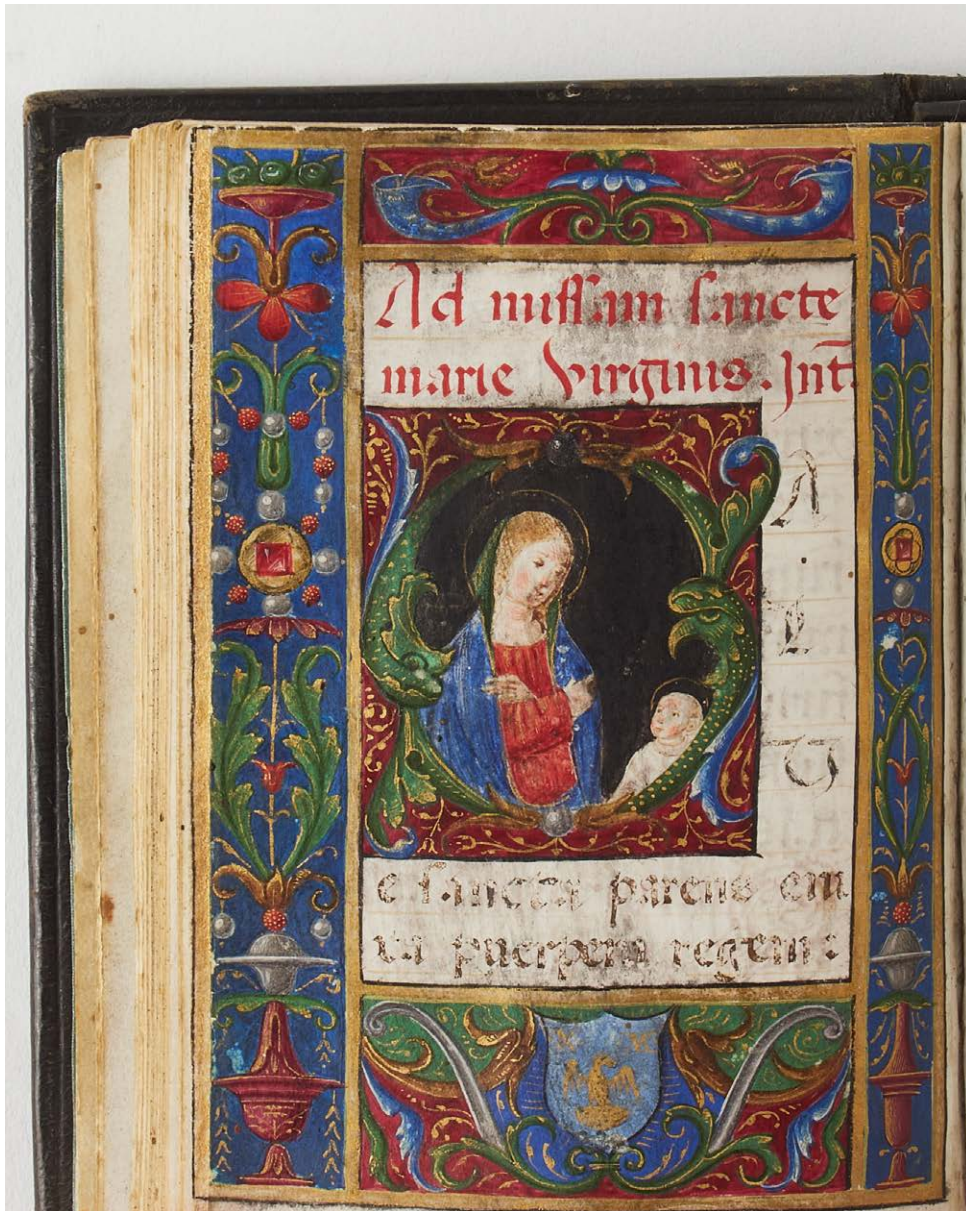 Ad missam sancte
marie Virginis. Int.
S A
L
V
e sancta parens eni
xa puerpera regem: